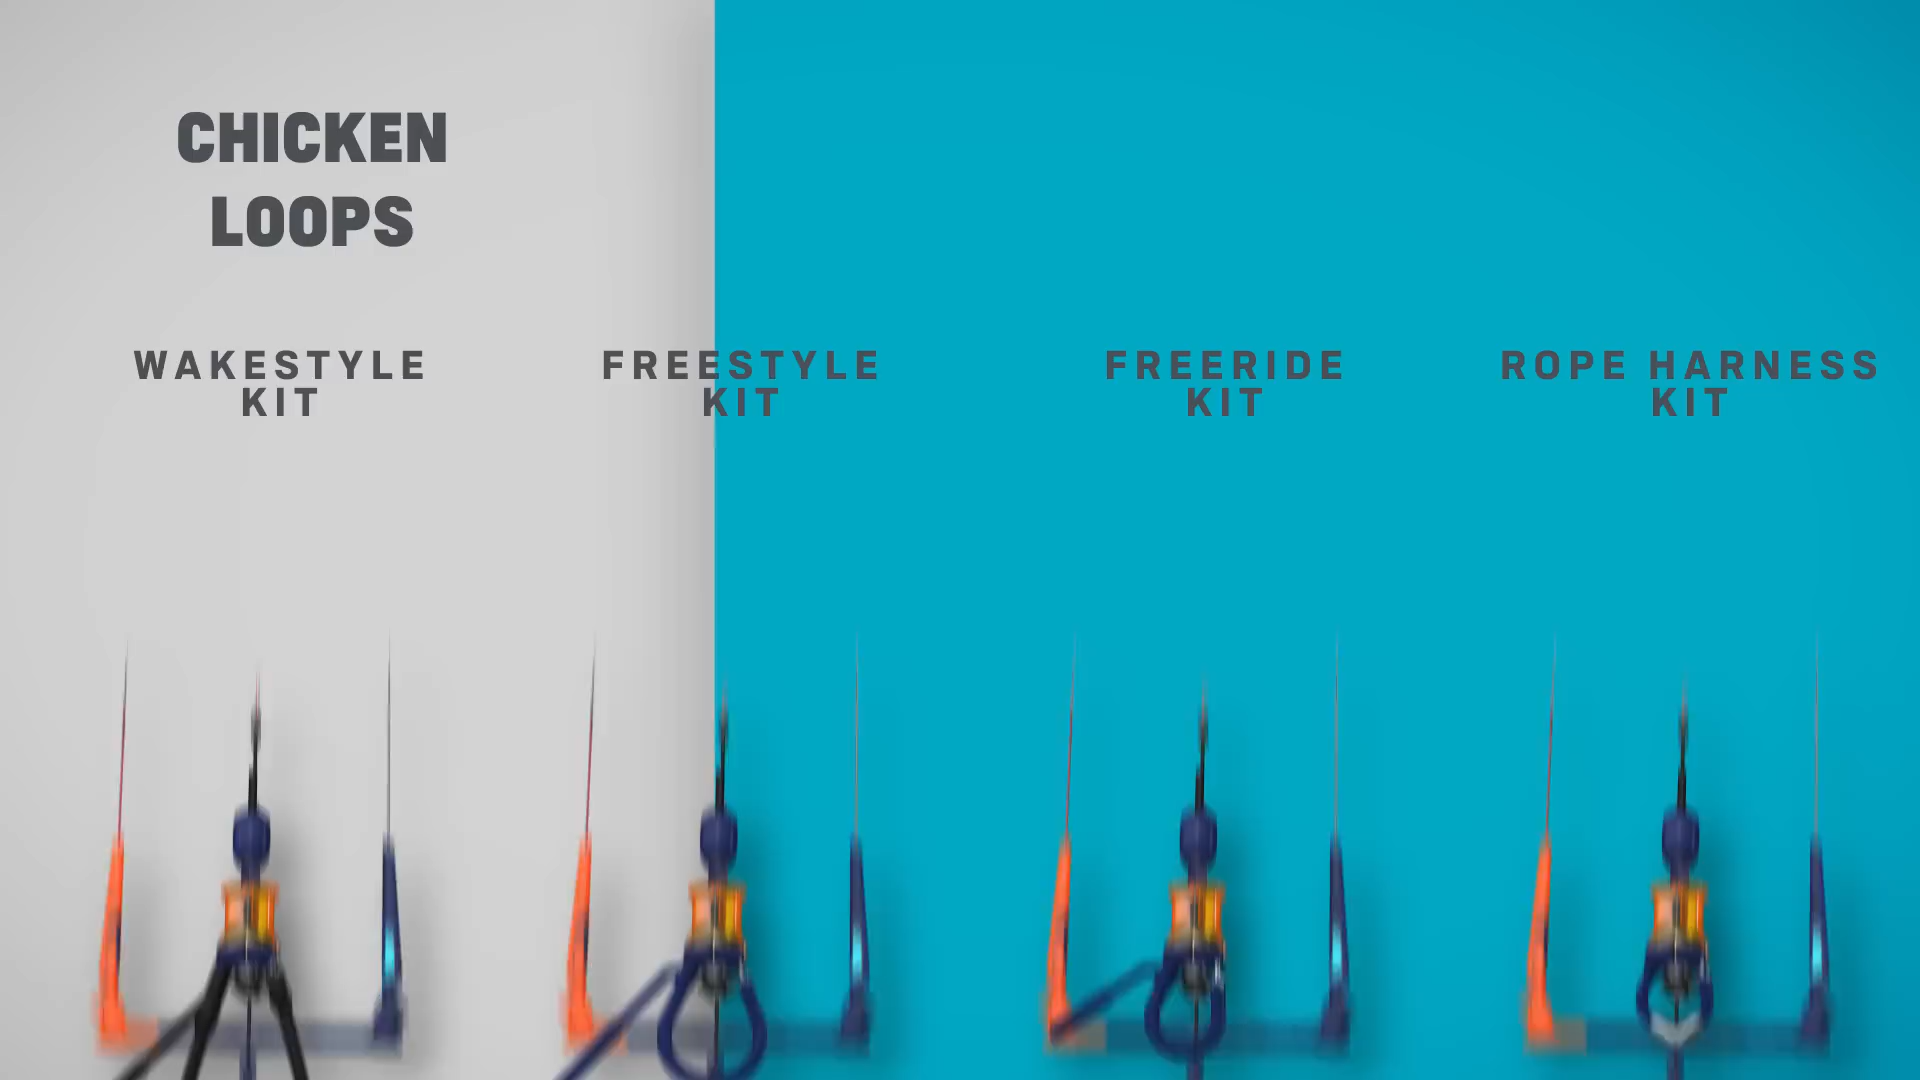 CHICKEN
LOOPS
WAKESTYLE
KIT
FREESTYLE
KIT
FREERIDE
KIT
ROPE HARNESS
KIT